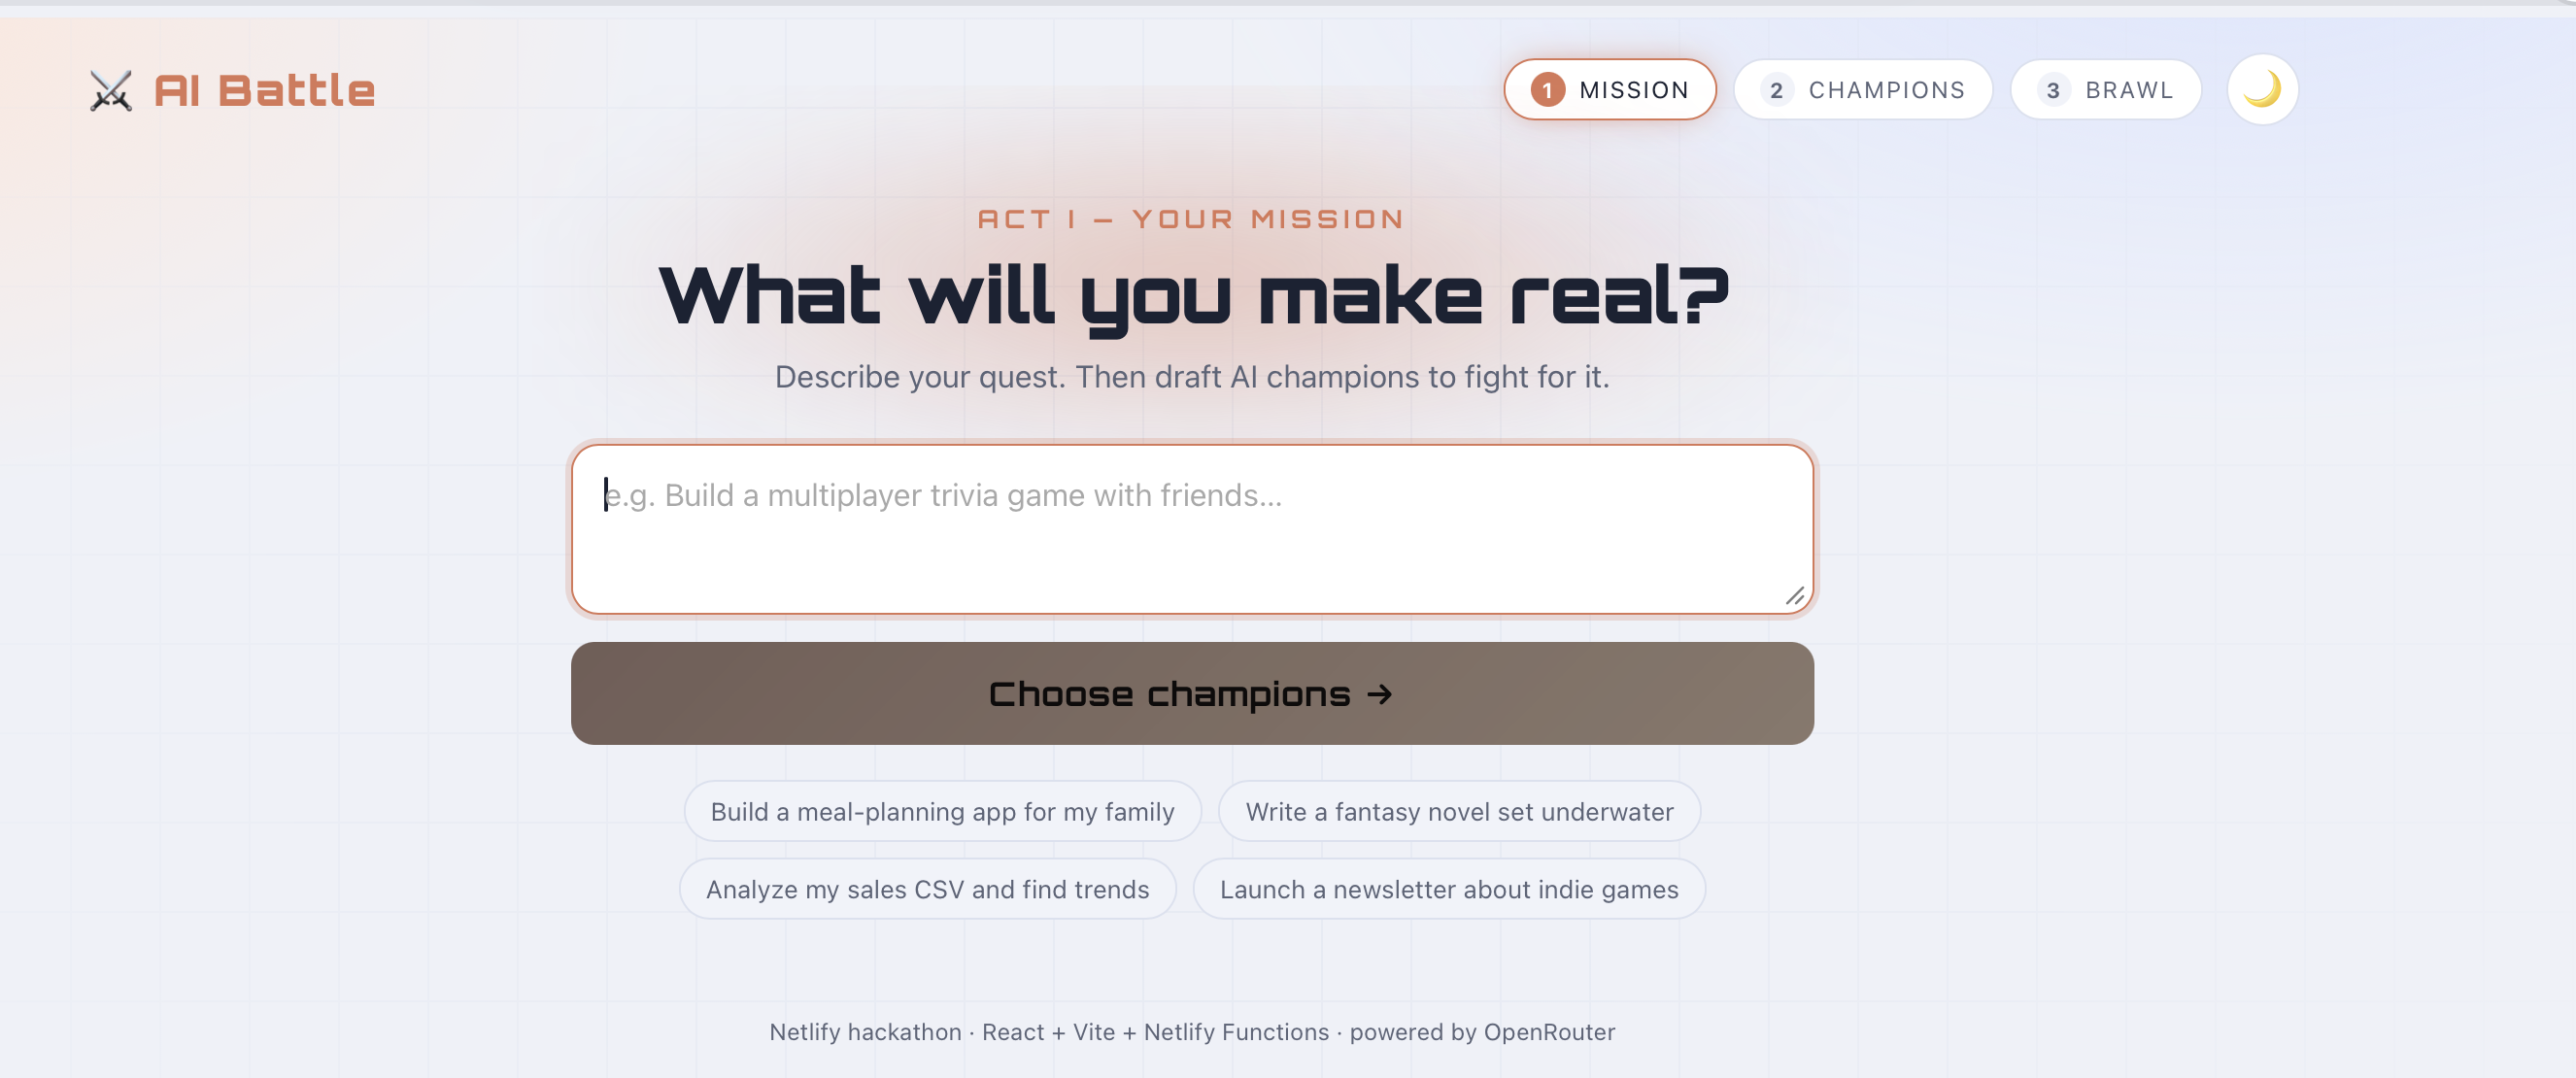 ⚔️ AI Battle
1 MISSION
2 CHAMPIONS
3 BRAWL
ACT I — YOUR MISSION
What will you make real?
Describe your quest. Then draft AI champions to fight for it.
e.g. Build a multiplayer trivia game with friends...
Choose champions →
Build a meal-planning app for my family
Write a fantasy novel set underwater
Analyze my sales CSV and find trends
Launch a newsletter about indie games
Netlify hackathon · React + Vite + Netlify Functions · powered by OpenRouter